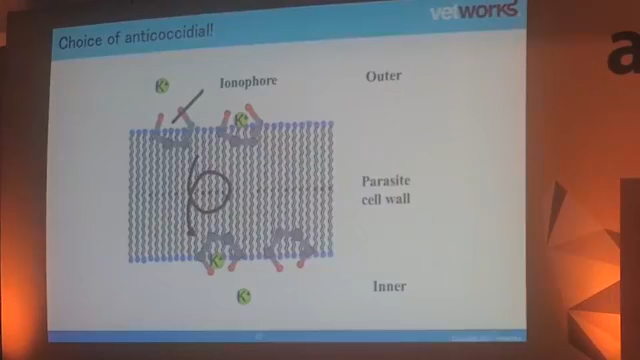 Choice of anticoccidial!
vetworks
K⁺
Ionophore
Outer
K⁺
Parasite
cell wall
K⁺
K⁺
Inner
a